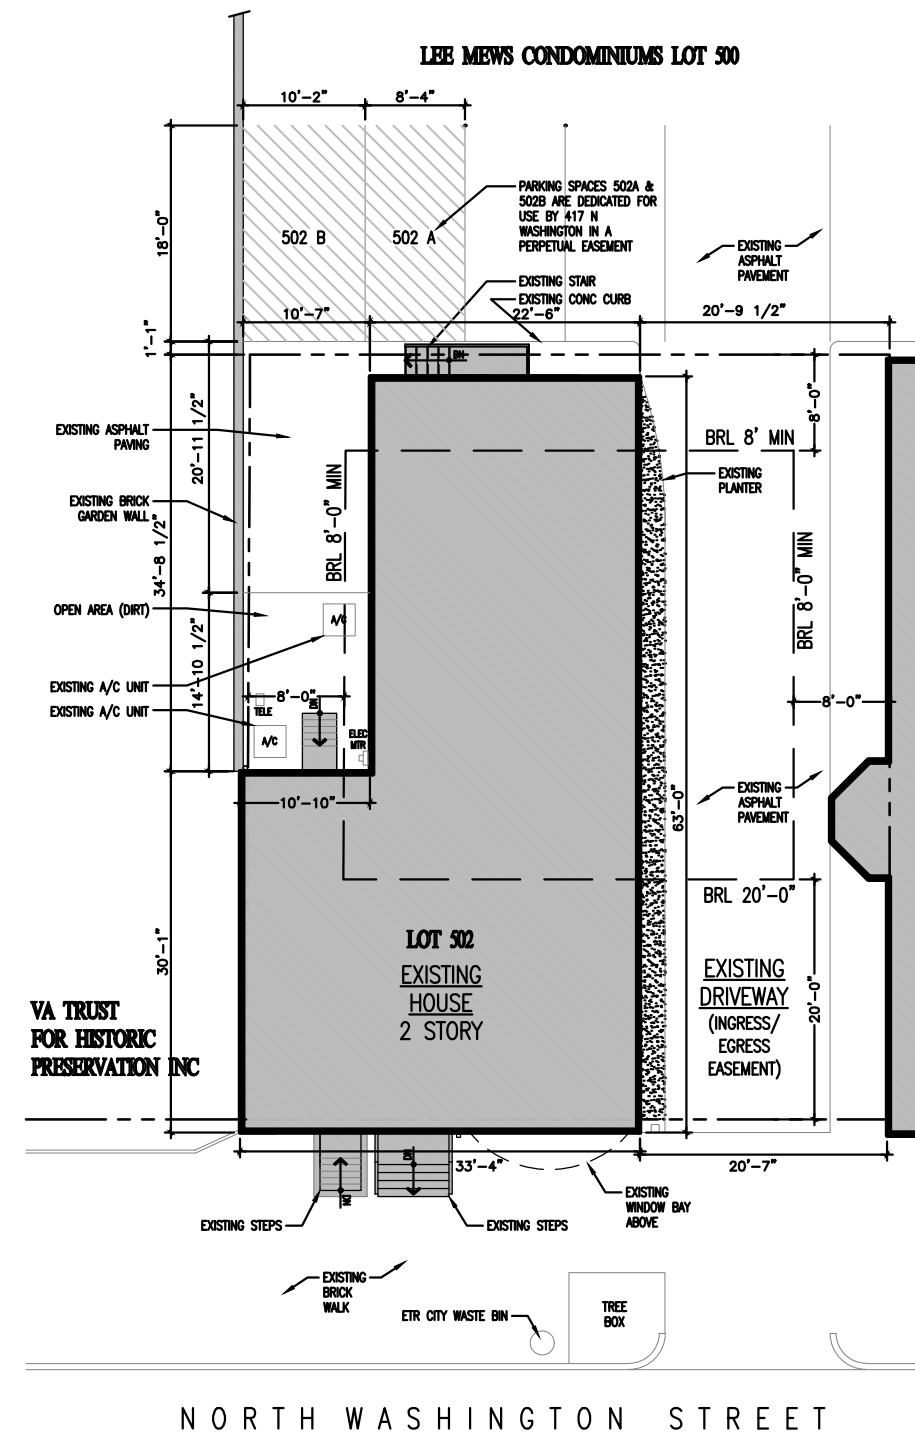 LEE MEWS CONDOMINIUMS LOT 500
10'-2"
8'-4"
18'-0"
502 B
502 A
PARKING SPACES 502A &
502B ARE DEDICATED FOR
USE BY 417 N
WASHINGTON IN A
PERPETUAL EASEMENT
EXISTING
ASPHALT
PAVEMENT
EXISTING STAIR
EXISTING CONC CURB
10'-7"
22'-6"
20'-9 1/2"
1'-1"
DN
8'-0"
20'-11 1/2"
EXISTING ASPHALT
PAVING
BRL 8' MIN
BRL 8'-0" MIN
EXISTING
PLANTER
EXISTING BRICK
GARDEN WALL
34'-8 1/2"
BRL 8'-0" MIN
OPEN AREA (DIRT)
A/C
14'-10 1/2"
EXISTING A/C UNIT
EXISTING A/C UNIT
8'-0"
DN
TELE
A/C
ELEC
MTR
8'-0"
10'-10"
63'-0"
EXISTING
ASPHALT
PAVEMENT
BRL 20'-0"
30'-1"
LOT 502
EXISTING
HOUSE
2 STORY
EXISTING
DRIVEWAY
(INGRESS/
EGRESS
EASEMENT)
20'-0"
VA TRUST
FOR HISTORIC
PRESERVATION INC
DN
33'-4"
20'-7"
DN
EXISTING STEPS
EXISTING STEPS
EXISTING
WINDOW BAY
ABOVE
EXISTING
BRICK
WALK
ETR CITY WASTE BIN
TREE
BOX
NORTH WASHINGTON STREET